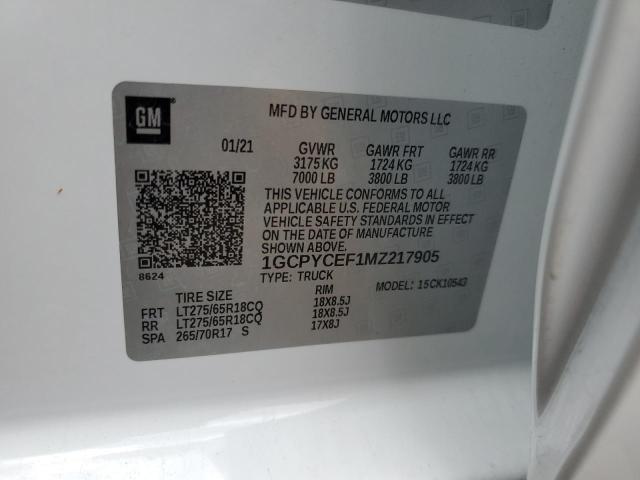 GM
MFD BY GENERAL MOTORS LLC
01/21 GVWR GAWR FRT GAWR RR
3175 KG 1724 KG 1724 KG
7000 LB 3800 LB 3800 LB
THIS VEHICLE CONFORMS TO ALL
APPLICABLE U.S. FEDERAL MOTOR
VEHICLE SAFETY STANDARDS IN EFFECT
ON THE DATE OF MANUFACTURE
SHOWN ABOVE.
8624
1GCPYCEF1MZ217905
TYPE: TRUCK MODEL: 15CK10543
TIRE SIZE RIM
FRT LT275/65R18CQ 18X8.5J
RR LT275/65R18CQ 18X8.5J
SPA 265/70R17 S 17X8J